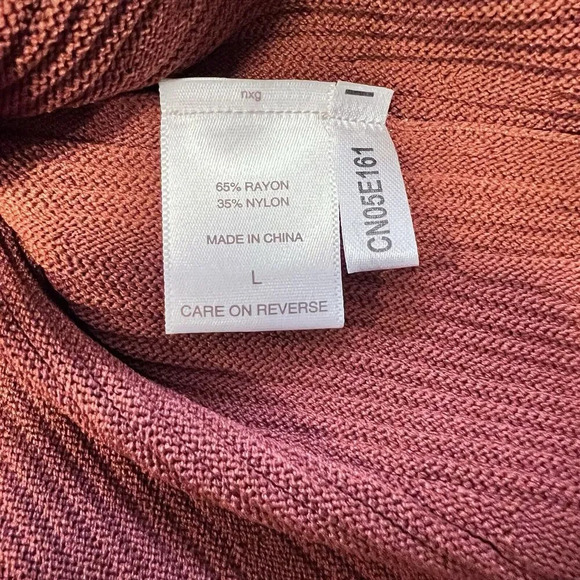 nxg
65% RAYON
35% NYLON
MADE IN CHINA
L
CARE ON REVERSE
CN05E161